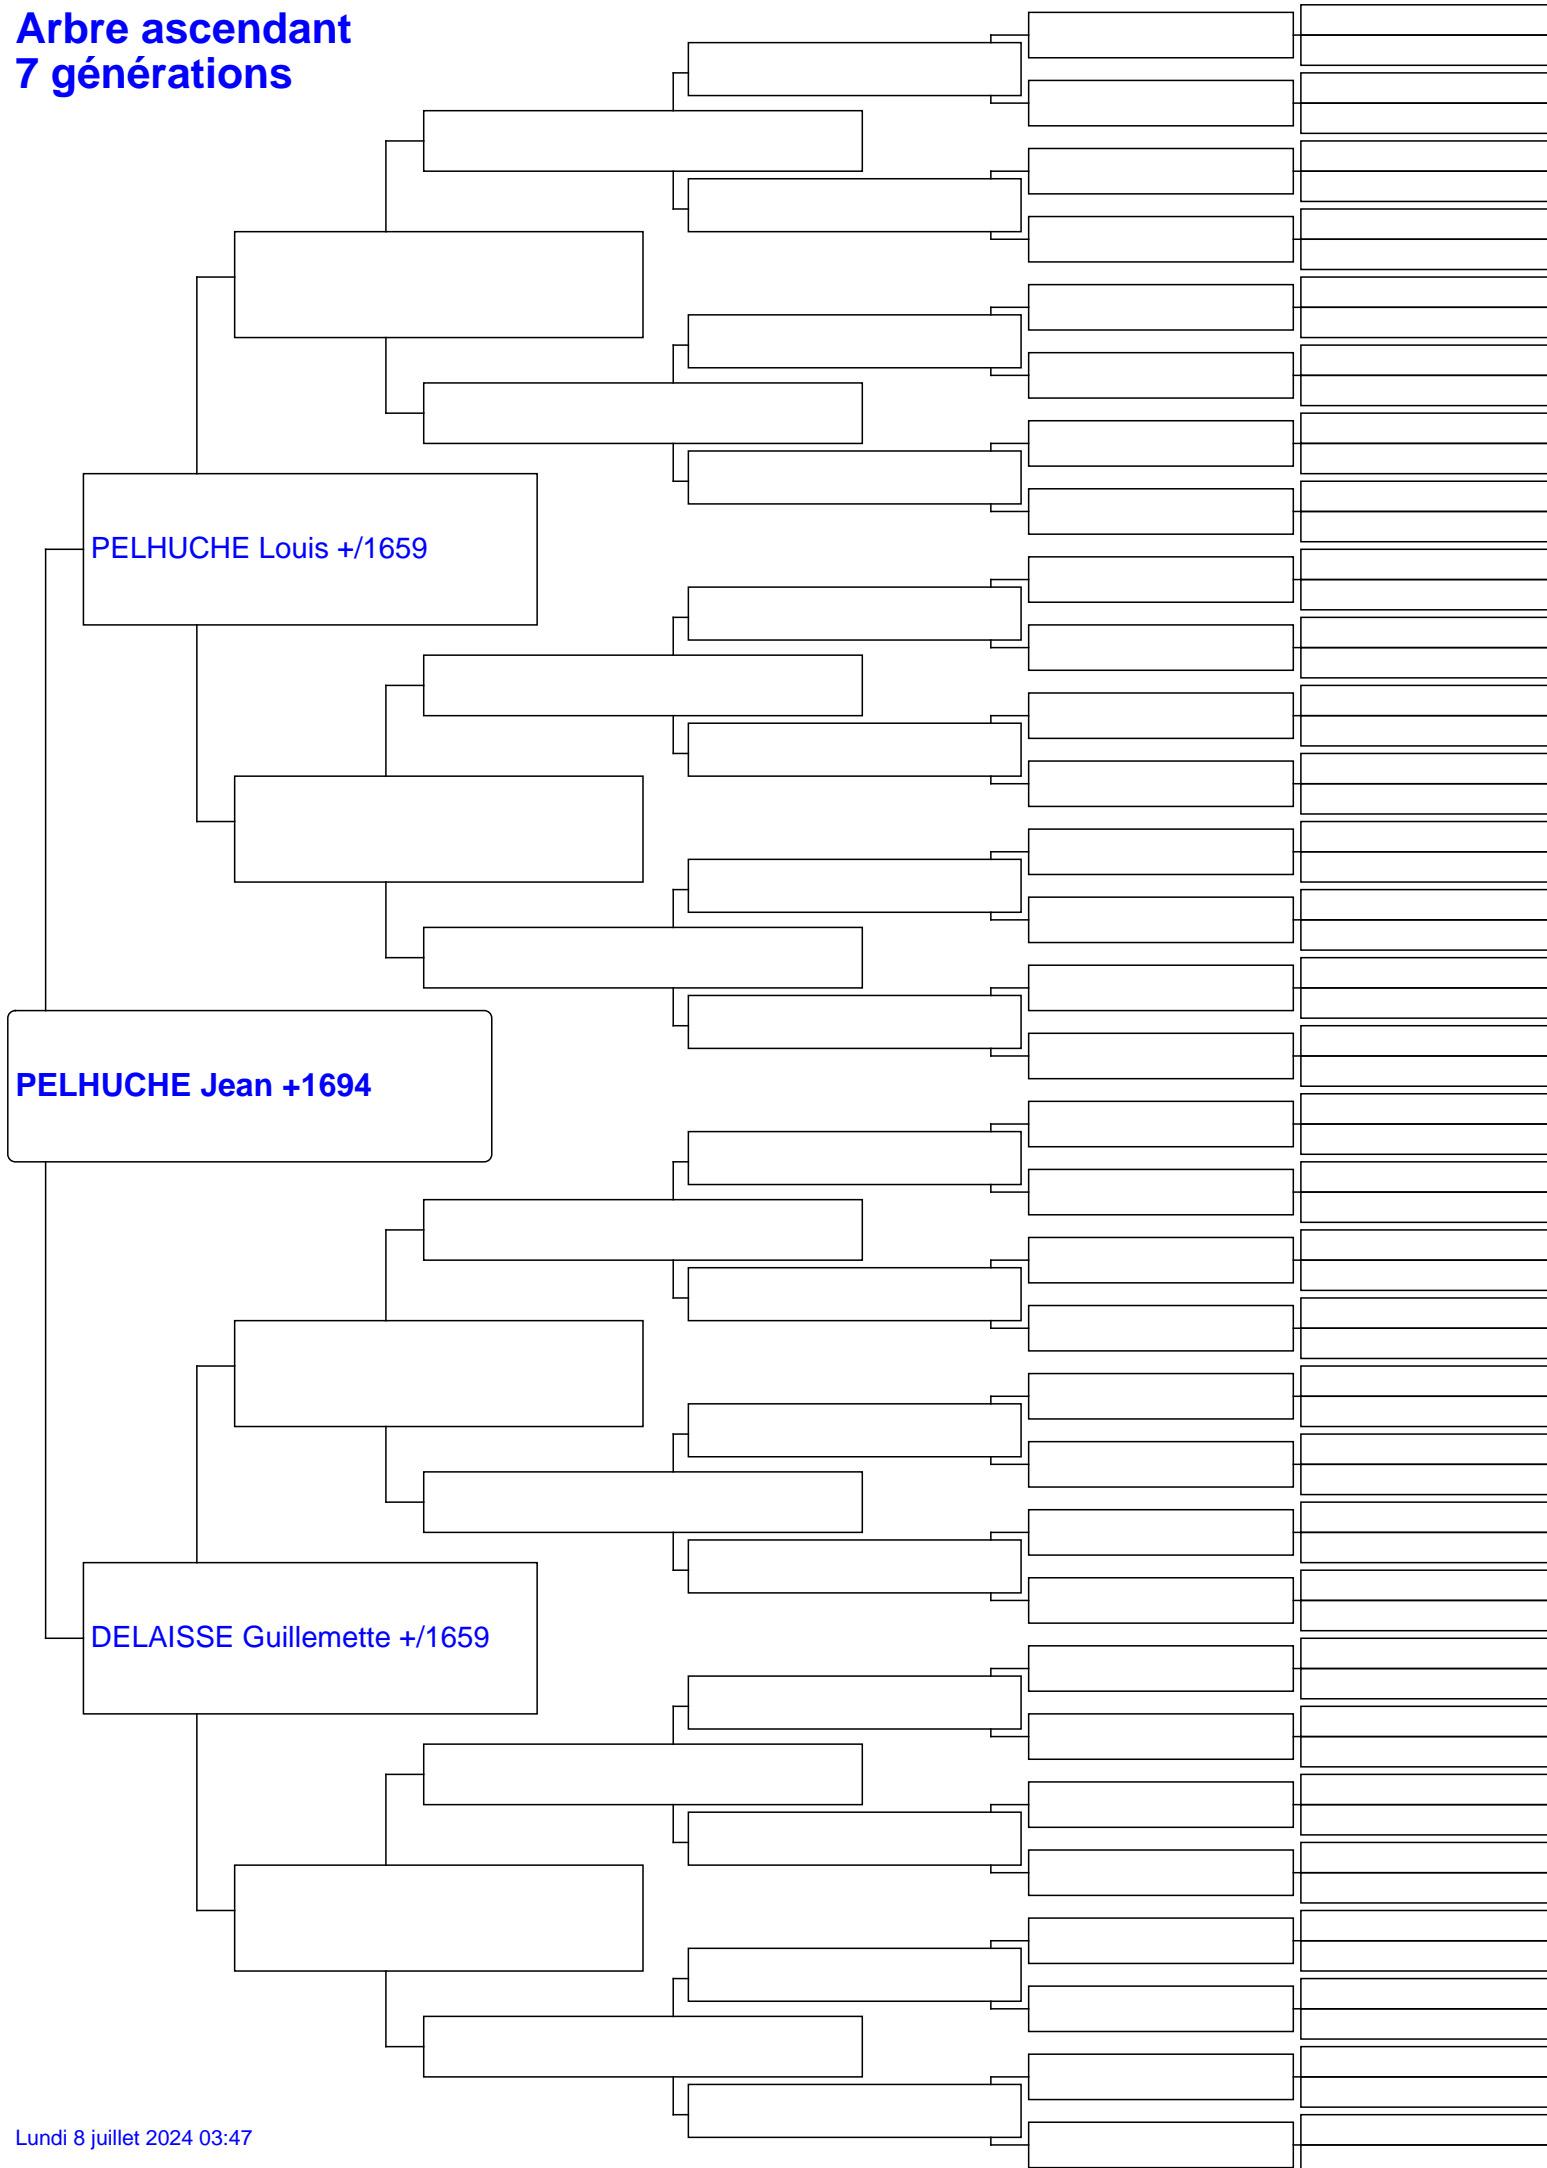 Arbre ascendant
7 générations
PELHUCHE Louis +/1659
PELHUCHE Jean +1694
DELAISSE Guillemette +/1659
Lundi 8 juillet 2024 03:47